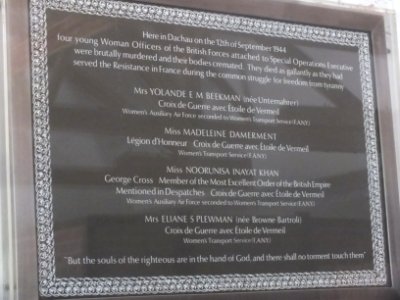 Here in Dachau on the 12th of September 1944
four young Woman Officers of the British Forces attached to Special Operations Executive
were brutally murdered and their bodies cremated. They died as gallantly as they had
served the Resistance in France during the common struggle for freedom from tyranny
Mrs YOLANDE E M BEEKMAN (née Unternahrer)
Croix de Guerre avec Étoile de Vermeil
Women's Auxiliary Air Force seconded to Women's Transport Service (F.A.N.Y.)
Miss MADELEINE DAMERMENT
Légion d'Honneur Croix de Guerre avec Étoile de Vermeil
Women's Transport Service (F.A.N.Y.)
Miss NOORUNISA INAYAT KHAN
George Cross Member of the Most Excellent Order of the British Empire
Mentioned in Despatches Croix de Guerre avec Étoile de Vermeil
Women's Auxiliary Air Force seconded to Women's Transport Service (F.A.N.Y.)
Mrs ELIANE S PLEWMAN (née Browne Bartroli)
Croix de Guerre avec Étoile de Vermeil
Women's Transport Service (F.A.N.Y.)
"But the souls of the righteous are in the hand of God, and there shall no torment touch them"